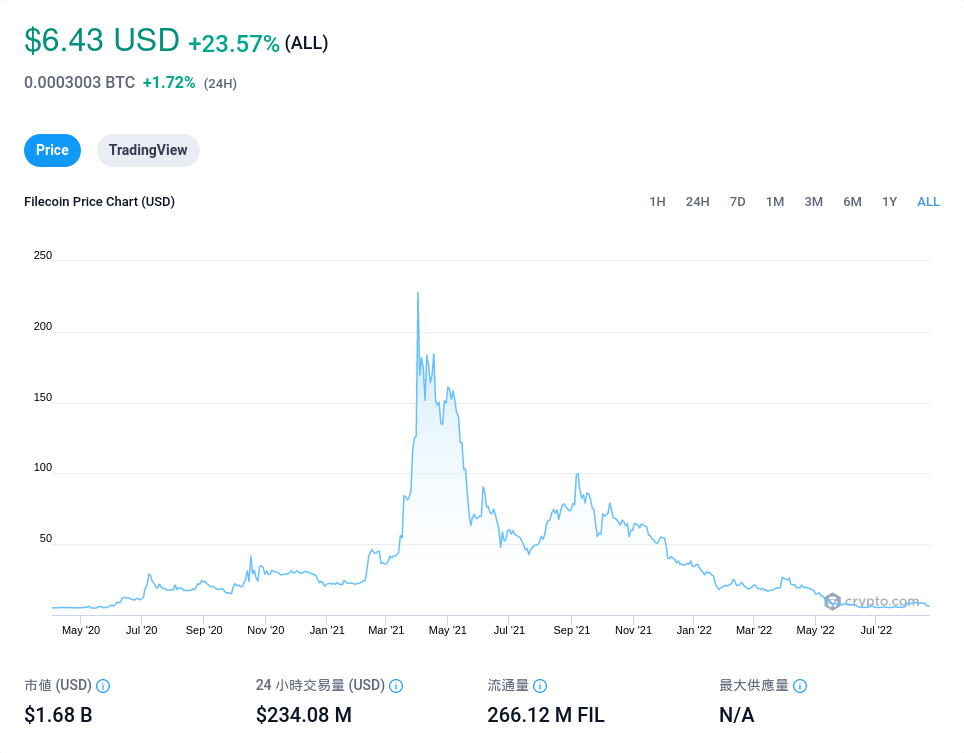 $6.43 USD +23.57% (ALL)
0.0003003 BTC +1.72% (24H)
Price TradingView
Filecoin Price Chart (USD) 1H 24H 7D 1M 3M 6M 1Y ALL
250
200
150
100
50
crypto.com
May '20 Jul '20 Sep '20 Nov '20 Jan '21 Mar '21 May '21 Jul '21 Sep '21 Nov '21 Jan '22 Mar '22 May '22 Jul '22
市值 (USD) 24 小時交易量 (USD) 流通量 最大供應量
$1.68 B $234.08 M 266.12 M FIL N/A